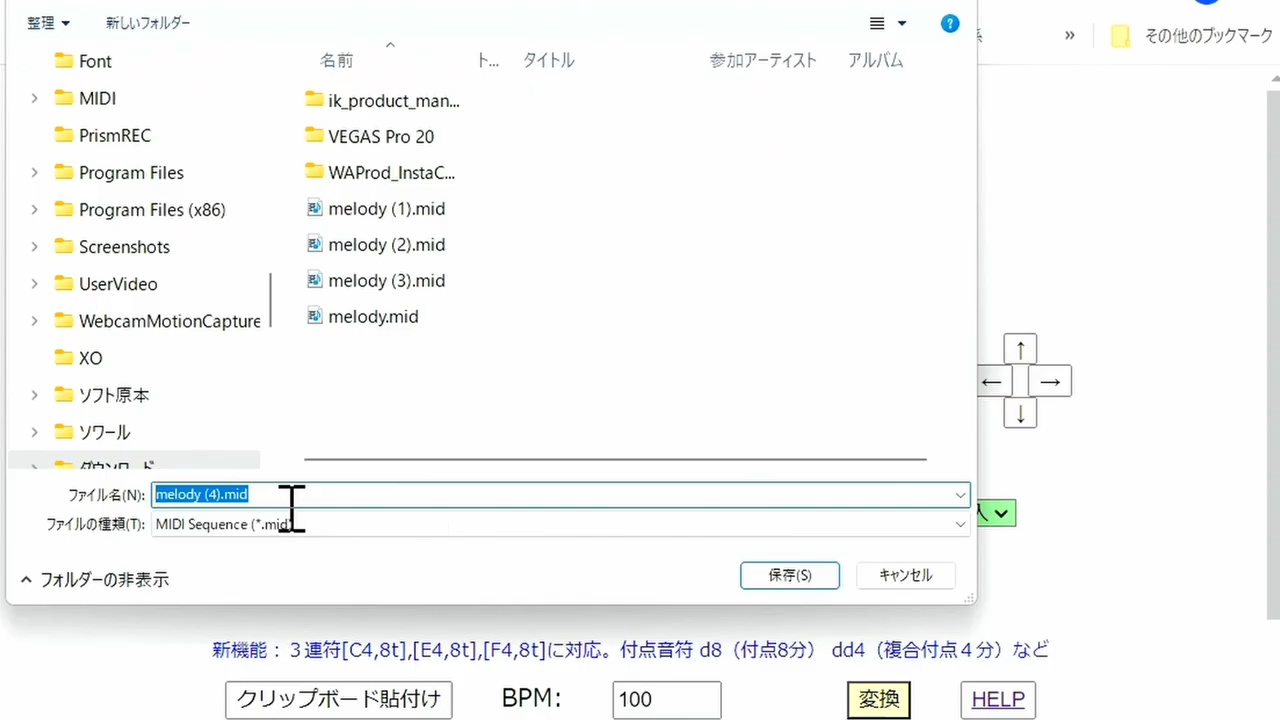 整理 新しいフォルダー
その他のブックマーク
名前 ト... タイトル 参加アーティスト アルバム
Font
MIDI
PrismREC
Program Files
Program Files (x86)
Screenshots
UserVideo
WebcamMotionCapture
XO
ソフト原本
ソワール
ダウンロード
ik_product_man...
VEGAS Pro 20
WAProd_InstaC...
melody (1).mid
melody (2).mid
melody (3).mid
melody.mid
↑
← →
↓
ファイル名(N): melody (4).mid
ファイルの種類(T): MIDI Sequence (*.mid)
フォルダーの非表示 保存(S) キャンセル
新機能：３連符[C4,8t],[E4,8t],[F4,8t]に対応。付点音符 d8（付点8分） dd4（複合付点４分）など
クリップボード貼付け BPM: 100 変換 HELP